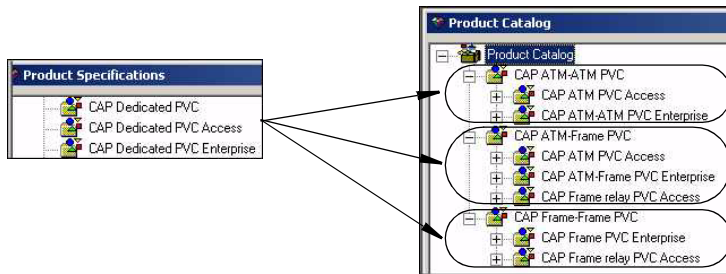 Product Specifications
CAP Dedicated PVC
CAP Dedicated PVC Access
CAP Dedicated PVC Enterprise
Product Catalog
Product Catalog
CAP ATM-ATM PVC
CAP ATM PVC Access
CAP ATM-ATM PVC Enterprise
CAP ATM-Frame PVC
CAP ATM PVC Access
CAP ATM-Frame PVC Enterprise
CAP Frame relay PVC Access
CAP Frame-Frame PVC
CAP Frame PVC Enterprise
CAP Frame relay PVC Access